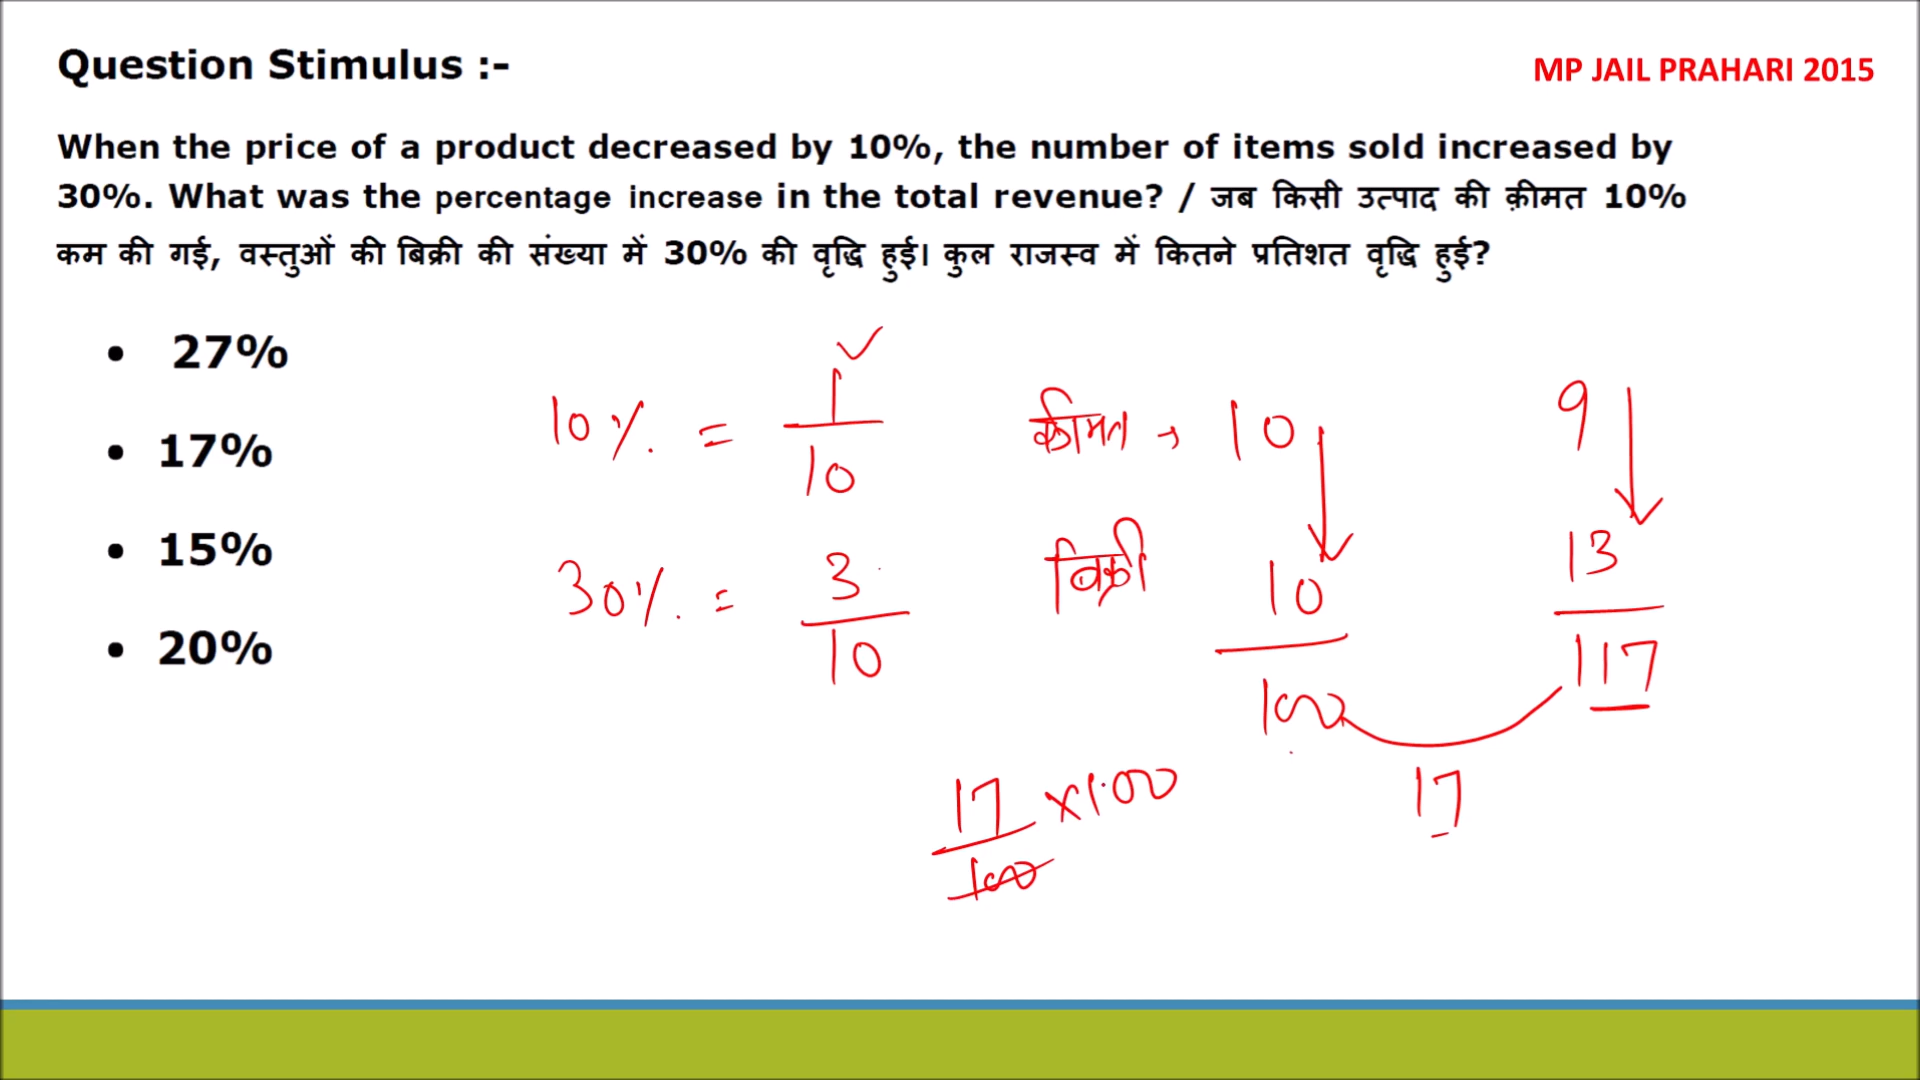 Question Stimulus :-
MP JAIL PRAHARI 2015
When the price of a product decreased by 10%, the number of items sold increased by
30%. What was the percentage increase in the total revenue? / जब किसी उत्पाद की क़ीमत 10%
कम की गई, वस्तुओं की बिक्री की संख्या में 30% की वृद्धि हुई। कुल राजस्व में कितने प्रतिशत वृद्धि हुई?
• 27%
• 17%
• 15%
• 20%
10% = 1/10
30% = 3/10
कीमत → 10 9
बिक्री 10 13
100 117
17
17/100 ×100